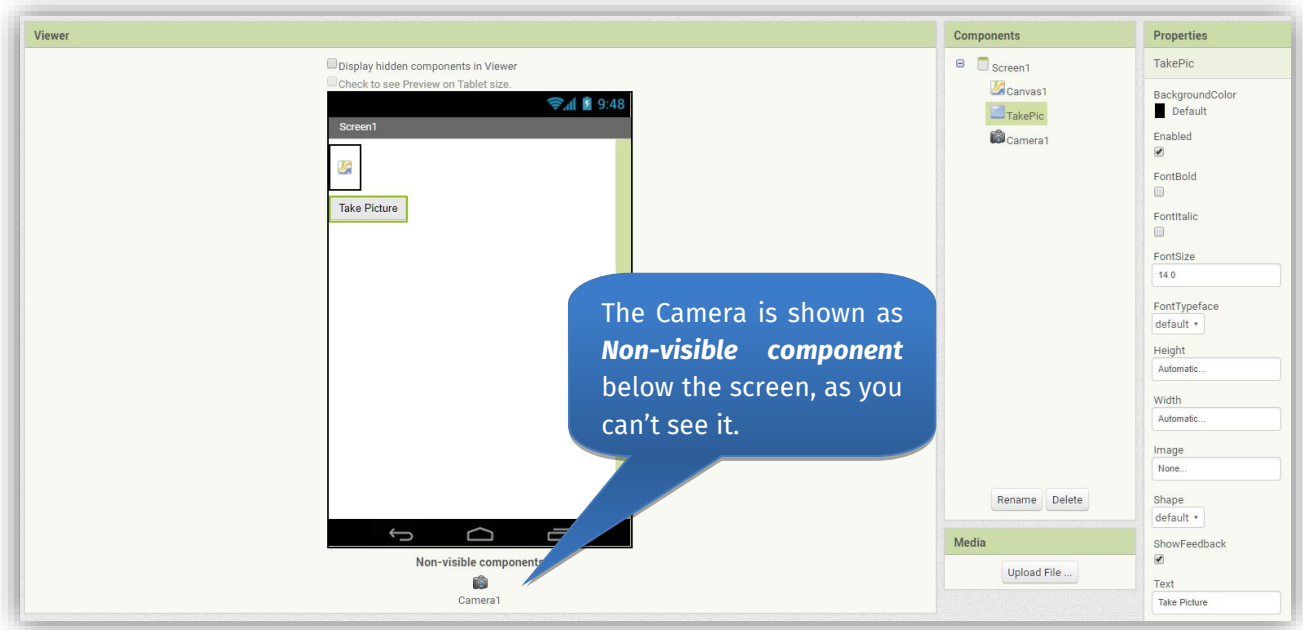 Viewer
Display hidden components in Viewer
Check to see Preview on Tablet size.
9:48
Screen1
Take Picture
The Camera is shown as
Non-visible component
below the screen, as you
can't see it.
Non-visible components
Camera1
Components
Screen1
Canvas1
TakePic
Camera1
Rename Delete
Media
Upload File ...
Properties
TakePic
BackgroundColor
Default
Enabled
FontBold
FontItalic
FontSize
14.0
FontTypeface
default
Height
Automatic...
Width
Automatic...
Image
None...
Shape
default
ShowFeedback
Text
Take Picture